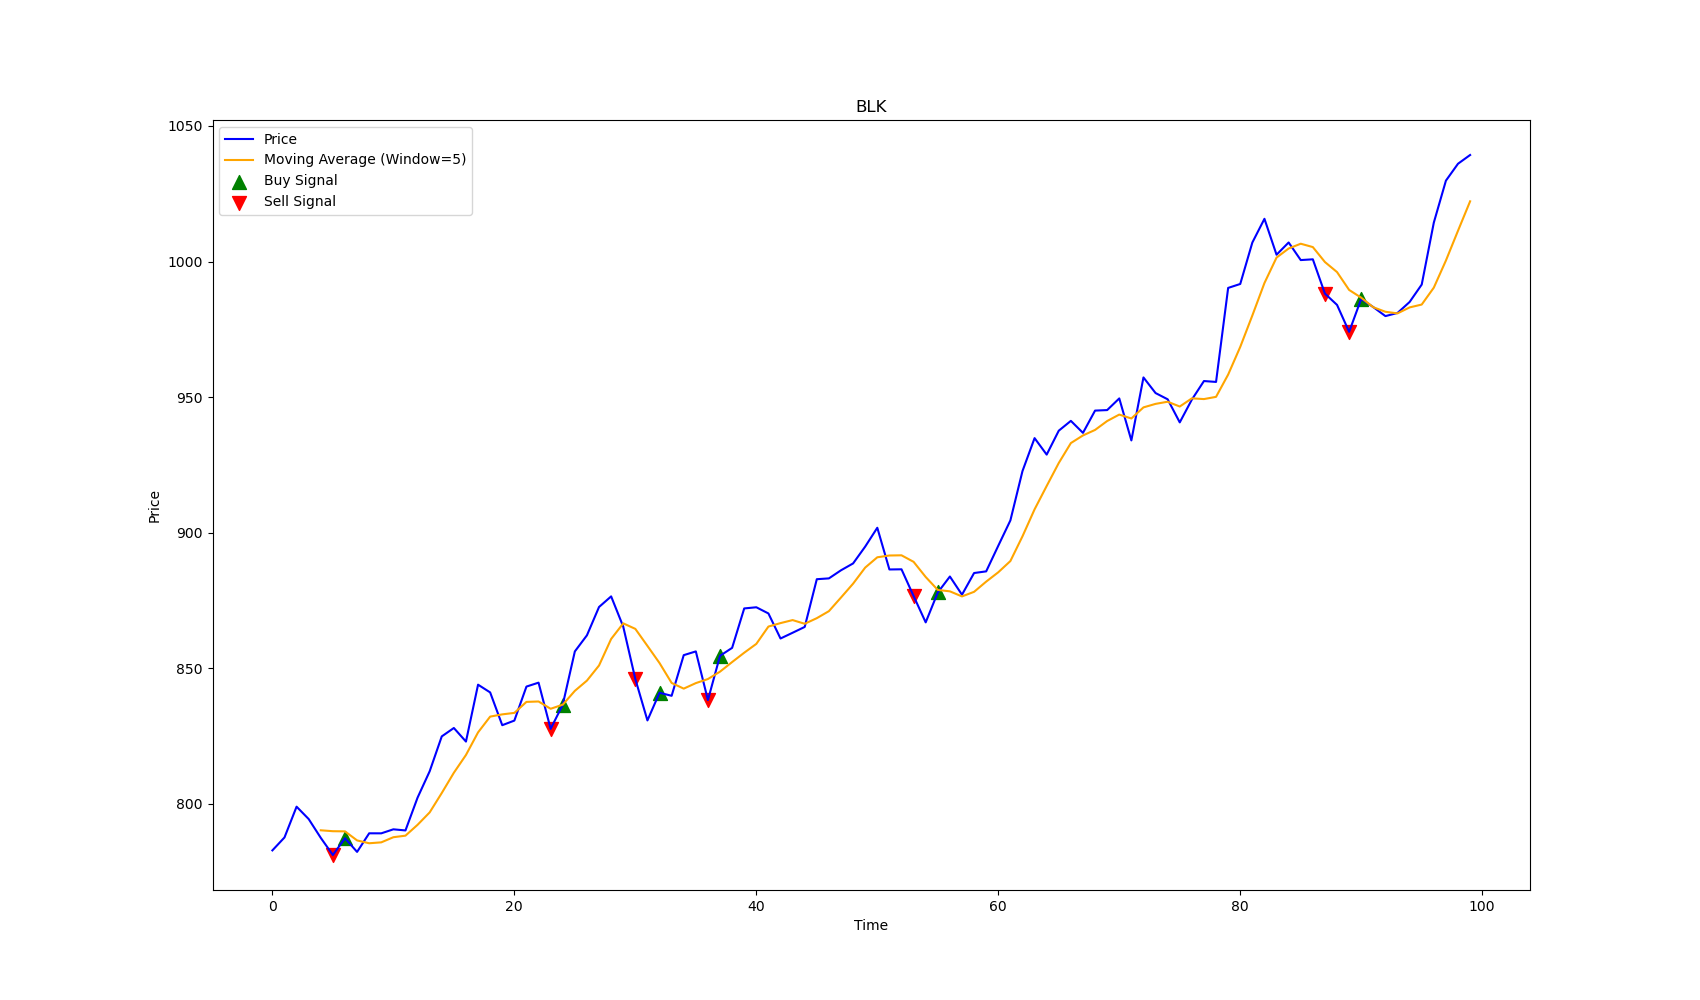 BLK
Price
Moving Average (Window=5)
Buy Signal
Sell Signal
1050
1000
950
900
850
800
Price
0 20 40 60 80 100
Time